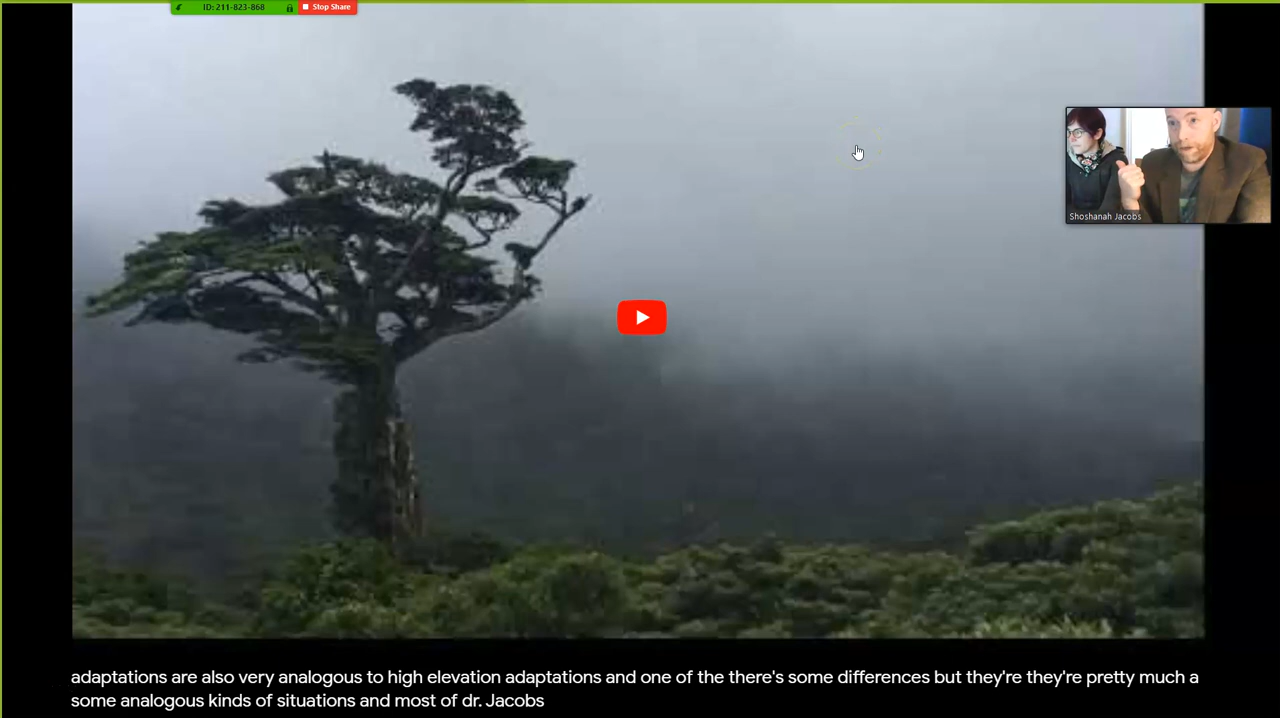 ID: 211-823-868
Stop Share
Shoshanah Jacobs
adaptations are also very analogous to high elevation adaptations and one of the there's some differences but they're they're pretty much a
some analogous kinds of situations and most of dr. Jacobs